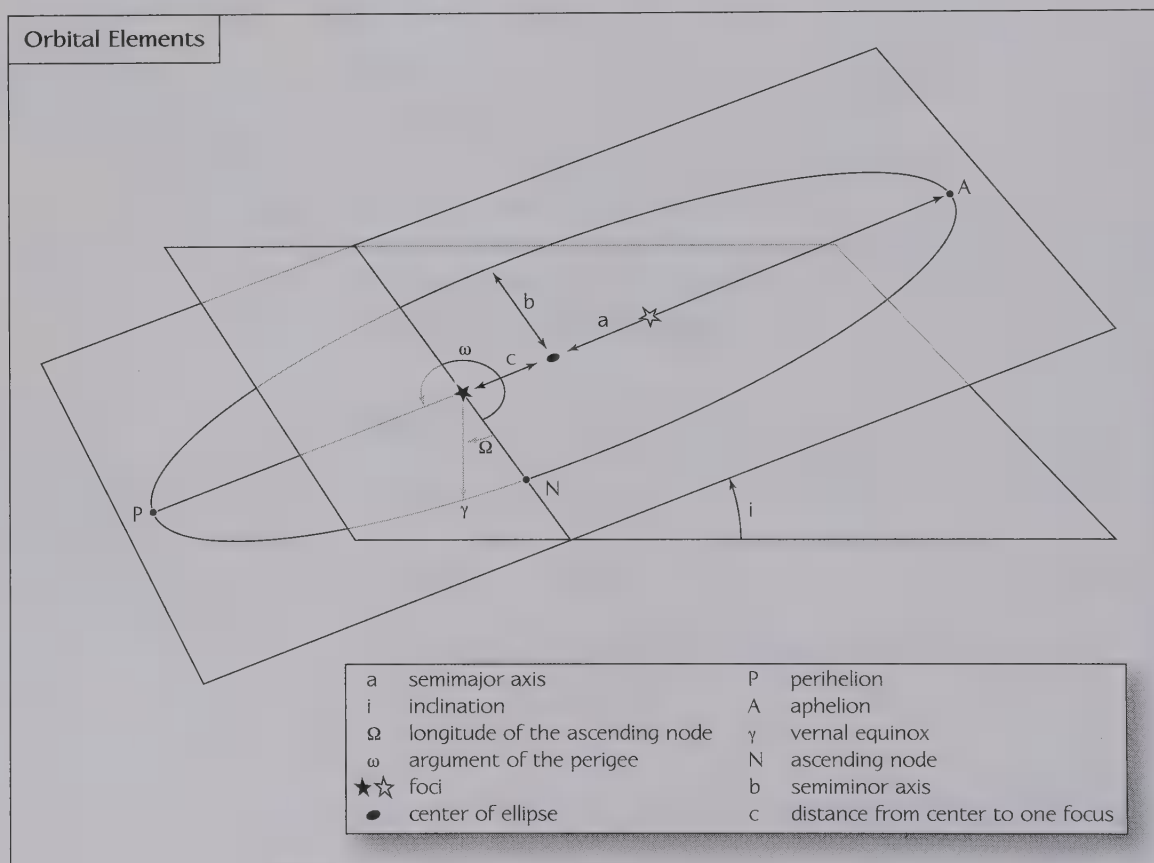 Orbital Elements
A
b
a
ω
c
Ω
N
P
γ
i
a semimajor axis
i inclination
Ω longitude of the ascending node
ω argument of the perigee
★☆ foci
center of ellipse
P perihelion
A aphelion
γ vernal equinox
N ascending node
b semiminor axis
c distance from center to one focus